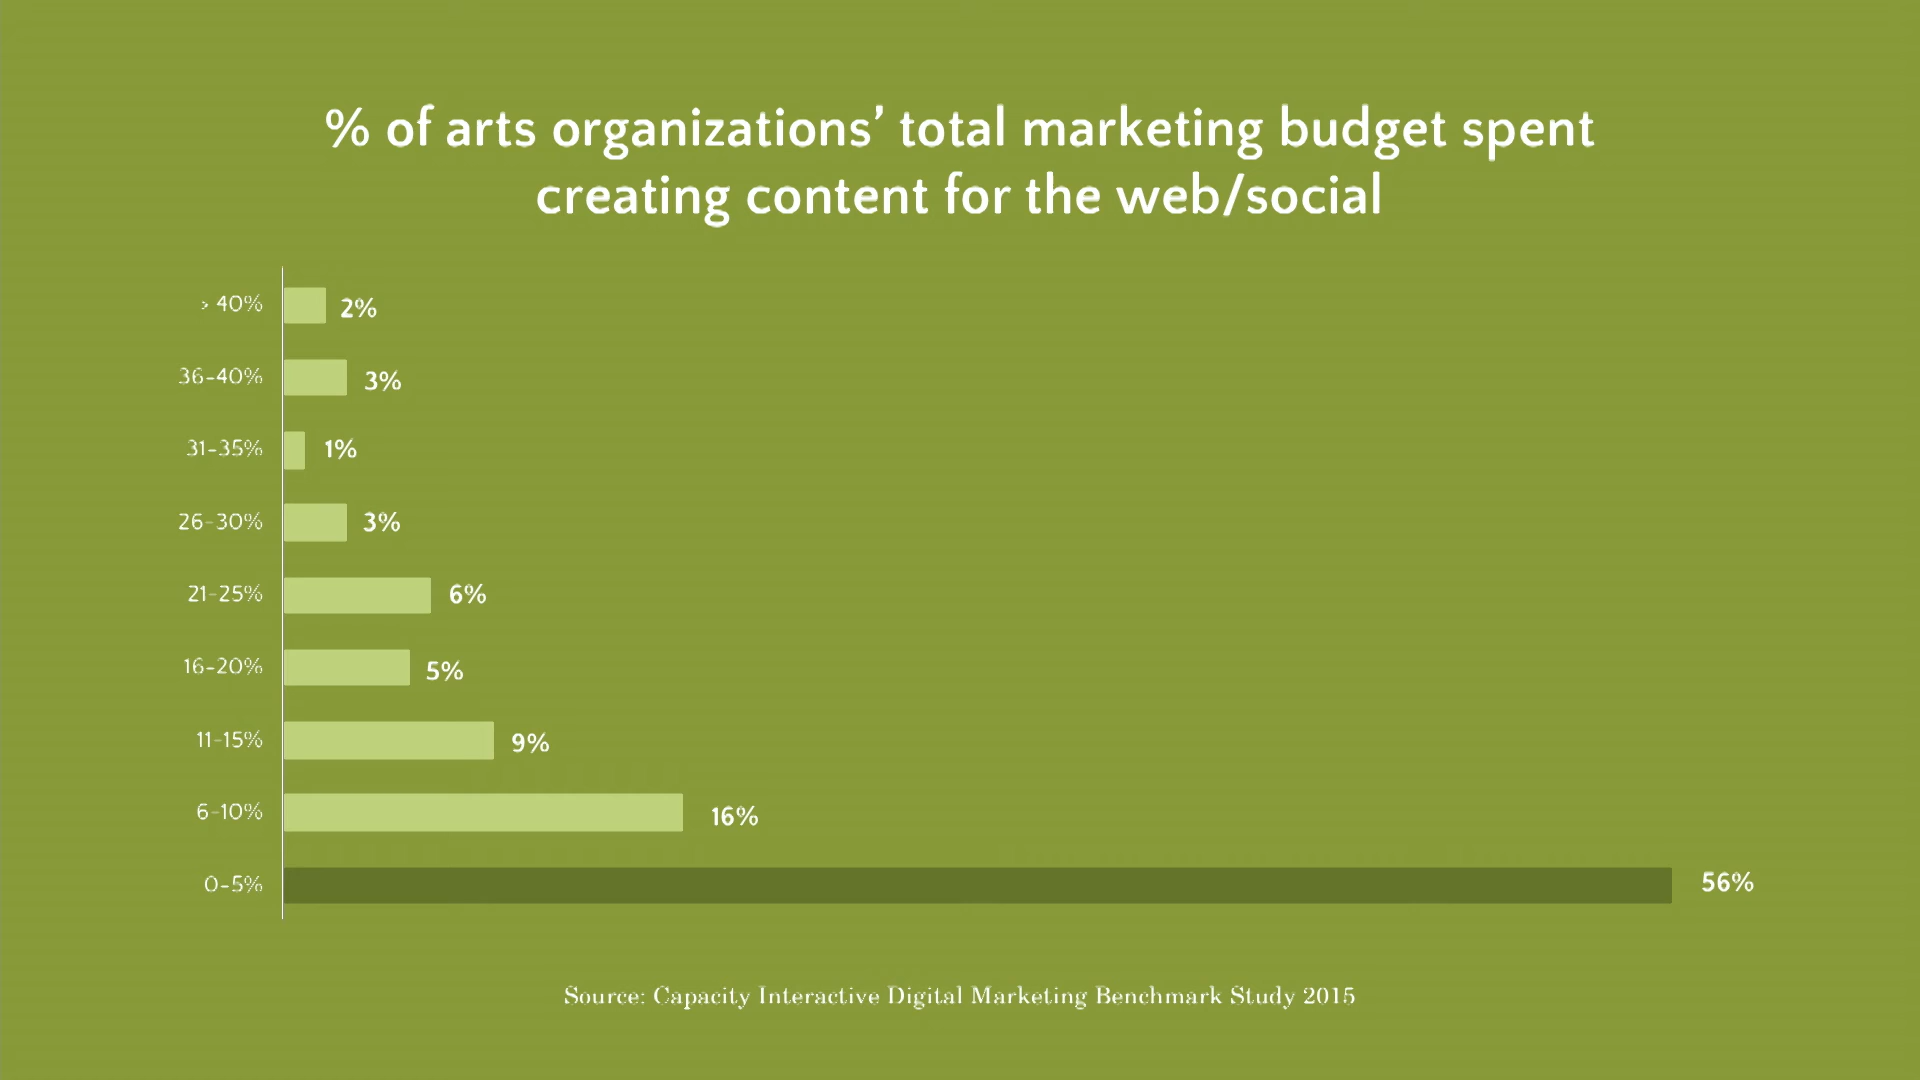 % of arts organizations’ total marketing budget spent
creating content for the web/social
> 40% 2%
36-40% 3%
31-35% 1%
26-30% 3%
21-25% 6%
16-20% 5%
11-15% 9%
6-10% 16%
0-5% 56%
Source: Capacity Interactive Digital Marketing Benchmark Study 2015